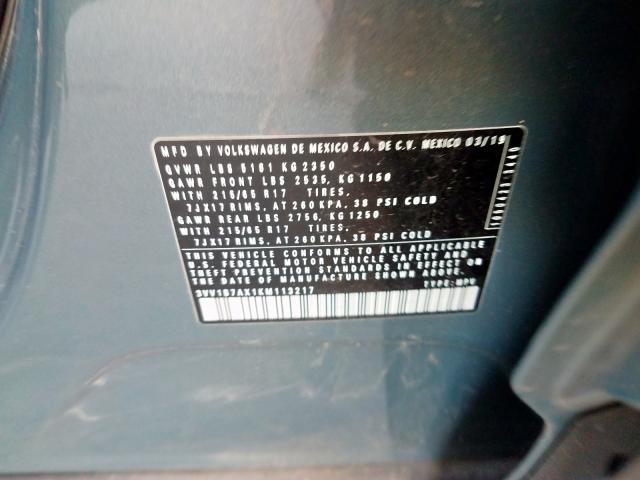 MFD BY VOLKSWAGEN DE MEXICO S.A. DE C.V. MEXICO 03/19
GVWR LBS 5181 KG 2350
GAWR FRONT LBS 2535, KG 1150
WITH 215/65 R17 TIRES,
7JX17 RIMS, AT 260 KPA, 38 PSI COLD
GAWR REAR LBS 2756, KG 1250
WITH 215/65 R17 TIRES,
7JX17 RIMS, AT 260 KPA, 38 PSI COLD
THIS VEHICLE CONFORMS TO ALL APPLICABLE
U.S. FEDERAL MOTOR VEHICLE SAFETY AND
THEFT PREVENTION STANDARDS IN EFFECT ON
THE DATE OF MANUFACTURE SHOWN ABOVE.
3VV1B7AX1KM113217 TYPE: MPV